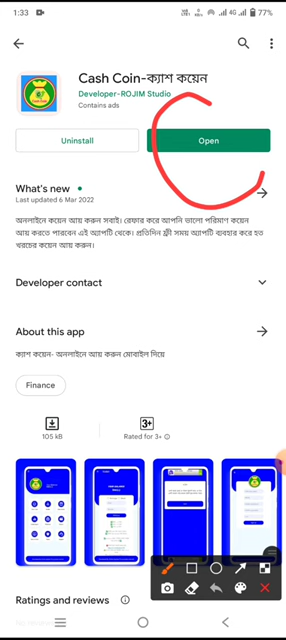 1:33
4G
77%
Cash Coin-ক্যাশ কয়েন
Developer-ROJIM Studio
Contains ads
Uninstall
Open
What's new
Last updated 6 Mar 2022
অনলাইনে কয়েন আয় করুন সবাই। রেফার করে আপনি ভালো পরিমাণ কয়েন
আয় করতে পারবেন এই অ্যাপটি থেকে। প্রতিদিন ফ্রী সময় অ্যাপটি ব্যবহার করে হত
খরচের কয়েন আয় করুন।
Developer contact
About this app
ক্যাশ কয়েন- অনলাইনে আয় করুন মোবাইল দিয়ে
Finance
3+
105 kB
Rated for 3+
Ratings and reviews